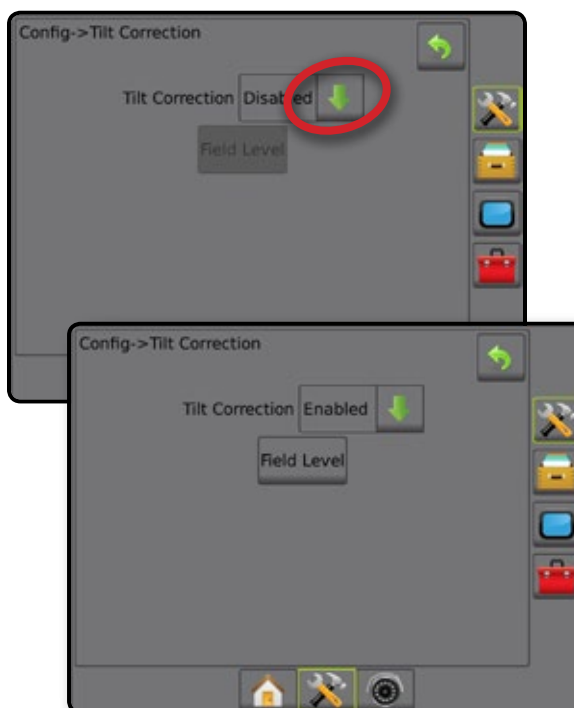 Config->Tilt Correction
Tilt Correction Disabled
Field Level
Config->Tilt Correction
Tilt Correction Enabled
Field Level